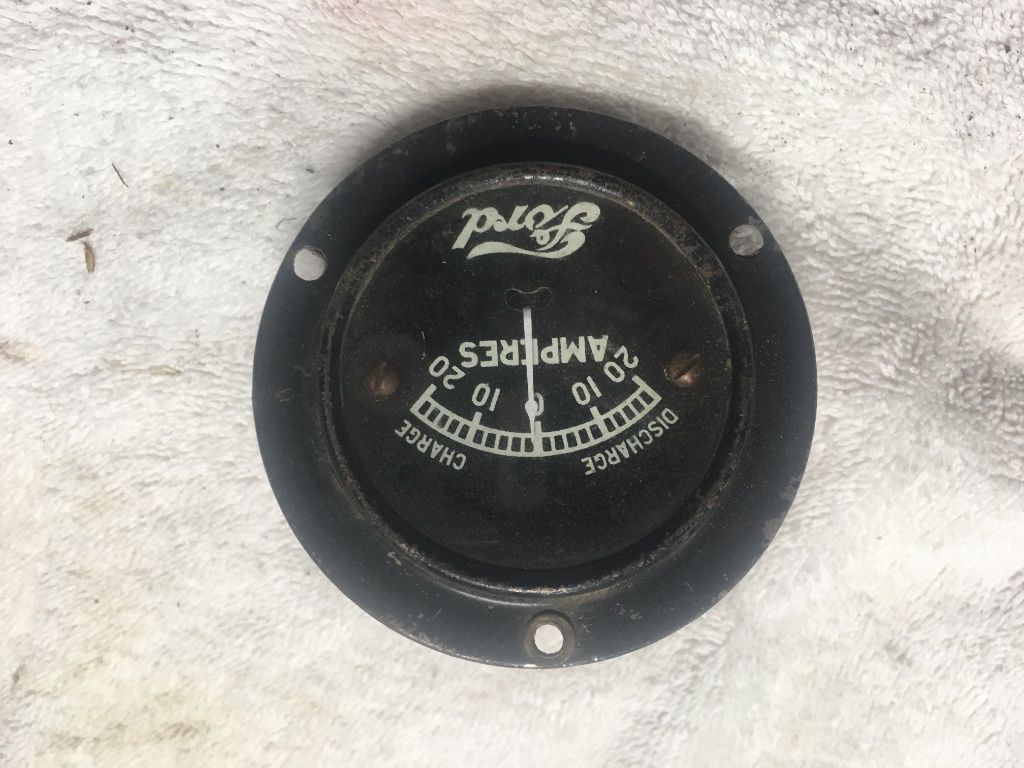 DISCHARGE CHARGE
20 10 0 10 20
AMPERES
Ford